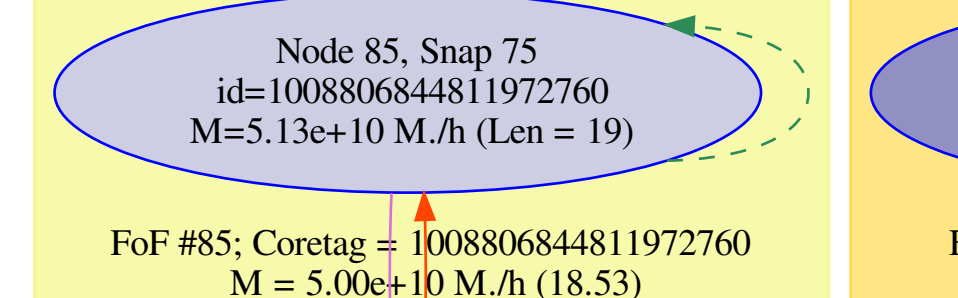 Node 85, Snap 75
id=1008806844811972760
M=5.13e+10 M./h (Len = 19)
FoF #85; Coretag = 1008806844811972760
M = 5.00e+10 M./h (18.53)